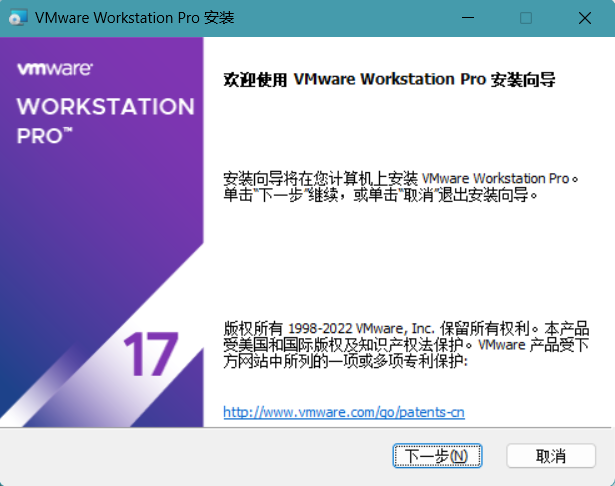 VMware Workstation Pro 安装
vmware®
WORKSTATION
PRO™
17
欢迎使用 VMware Workstation Pro 安装向导
安装向导将在您计算机上安装 VMware Workstation Pro。
单击“下一步”继续，或单击“取消”退出安装向导。
版权所有 1998-2022 VMware, Inc. 保留所有权利。本产品
受美国和国际版权及知识产权法保护。VMware 产品受下
方网站中所列的一项或多项专利保护:
http://www.vmware.com/go/patents-cn
下一步(N)
取消